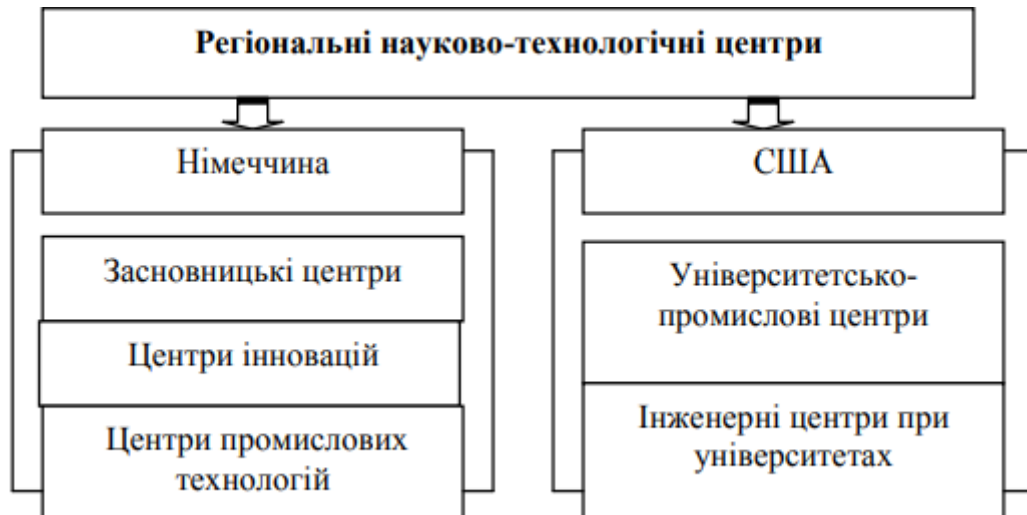 Регіональні науково-технологічні центри
Німеччина
Засновницькі центри
Центри інновацій
Центри промислових
технологій
США
Університетсько-
промислові центри
Інженерні центри при
університетах